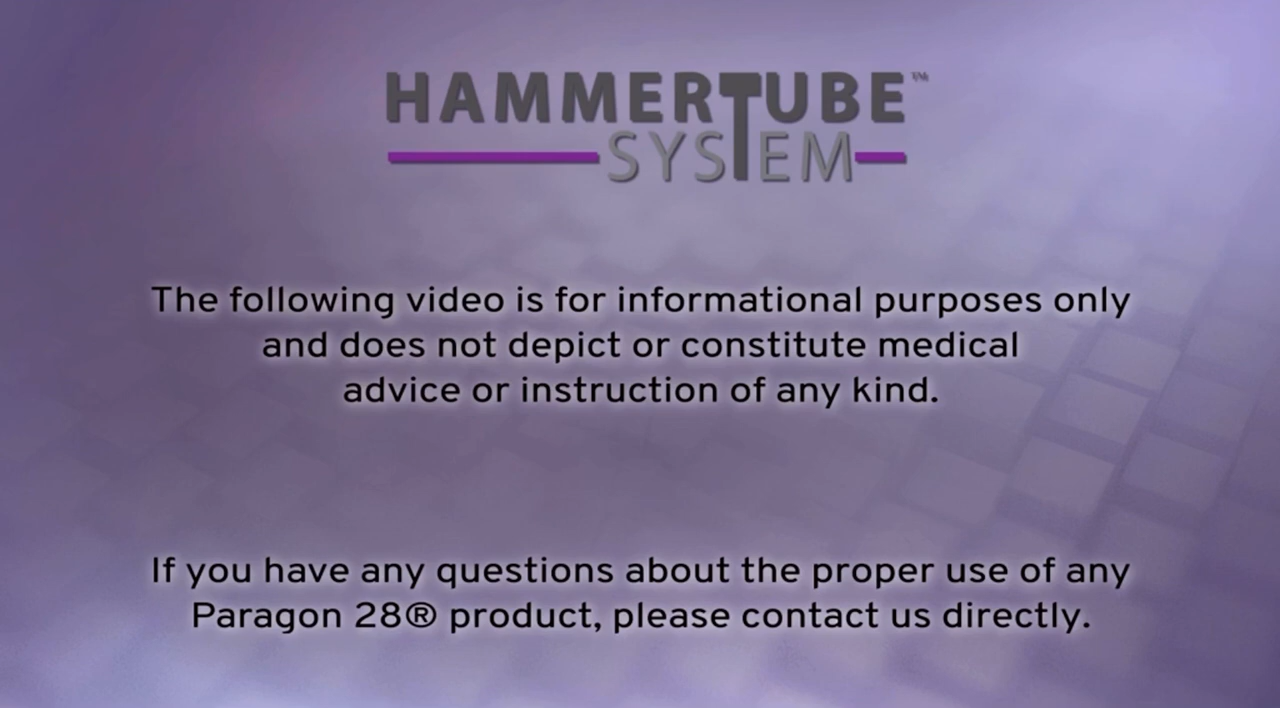 HAMMERTUBE™
SYSTEM
The following video is for informational purposes only
and does not depict or constitute medical
advice or instruction of any kind.
If you have any questions about the proper use of any
Paragon 28® product, please contact us directly.